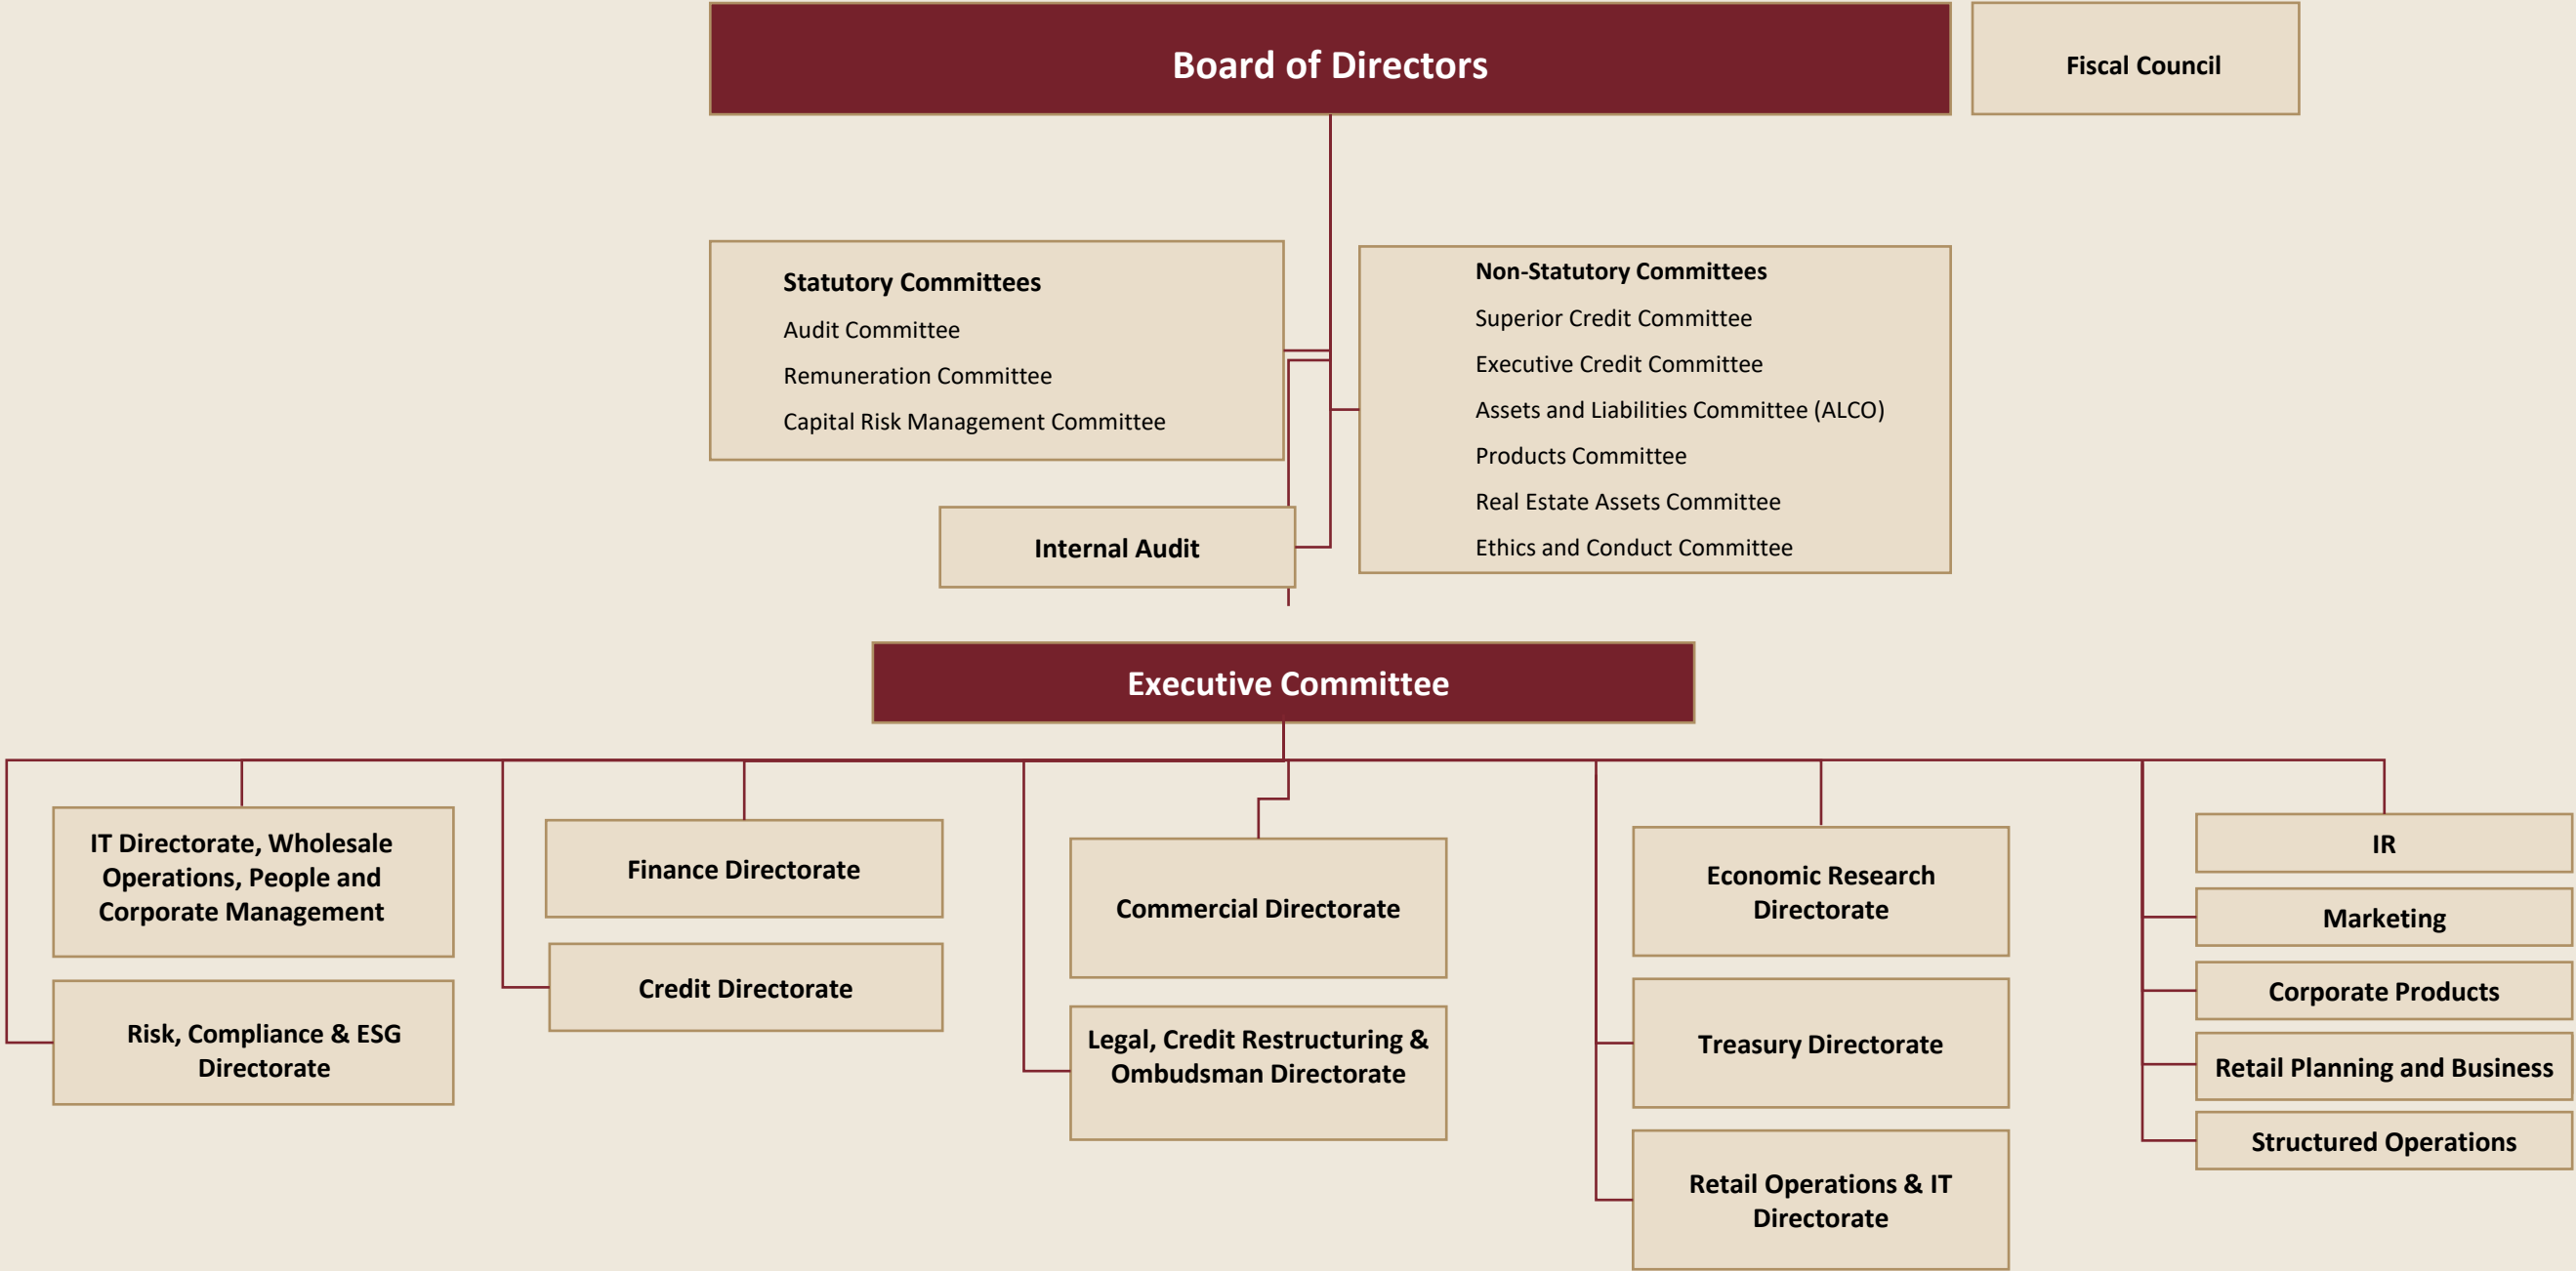 Board of Directors
Fiscal Council
Statutory Committees
Audit Committee
Remuneration Committee
Capital Risk Management Committee
Non-Statutory Committees
Superior Credit Committee
Executive Credit Committee
Assets and Liabilities Committee (ALCO)
Products Committee
Real Estate Assets Committee
Ethics and Conduct Committee
Internal Audit
Executive Committee
IT Directorate, Wholesale
Operations, People and
Corporate Management
Risk, Compliance & ESG
Directorate
Finance Directorate
Credit Directorate
Commercial Directorate
Legal, Credit Restructuring &
Ombudsman Directorate
Economic Research
Directorate
Treasury Directorate
Retail Operations & IT
Directorate
IR
Marketing
Corporate Products
Retail Planning and Business
Structured Operations